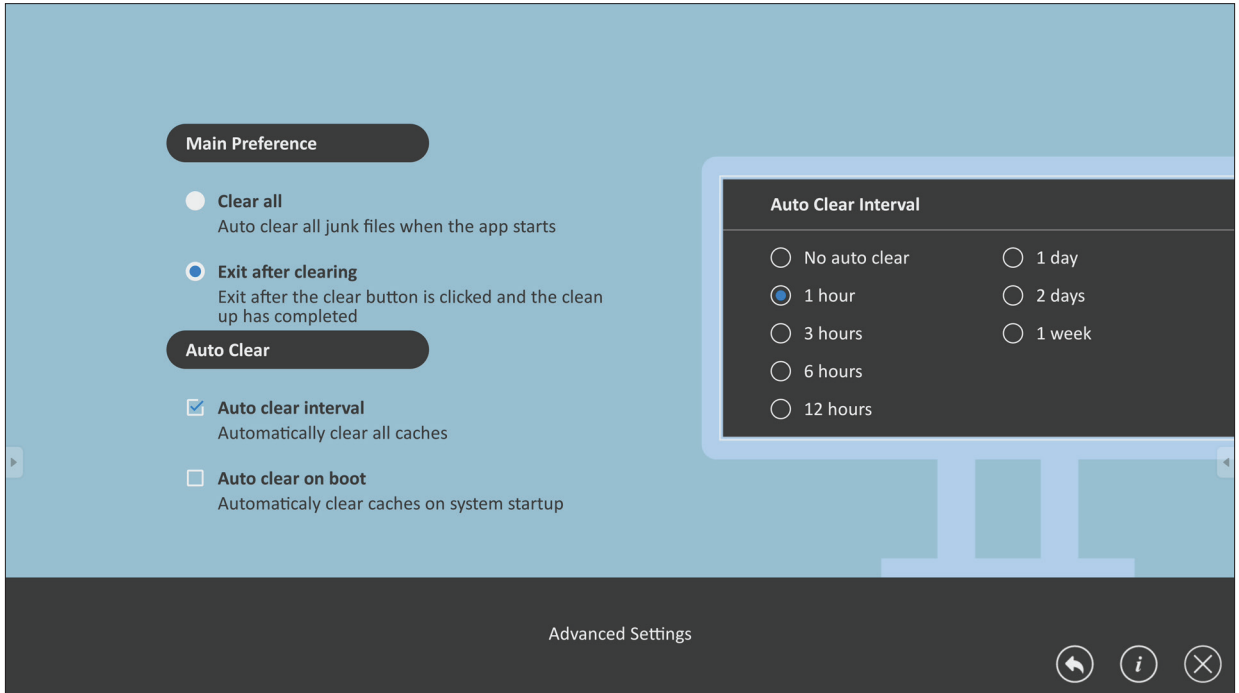 Main Preference
Clear all
Auto clear all junk files when the app starts
Exit after clearing
Exit after the clear button is clicked and the clean
up has completed
Auto Clear
Auto clear interval
Automatically clear all caches
Auto clear on boot
Automaticaly clear caches on system startup
Auto Clear Interval
No auto clear
1 hour
3 hours
6 hours
12 hours
1 day
2 days
1 week
Advanced Settings
i